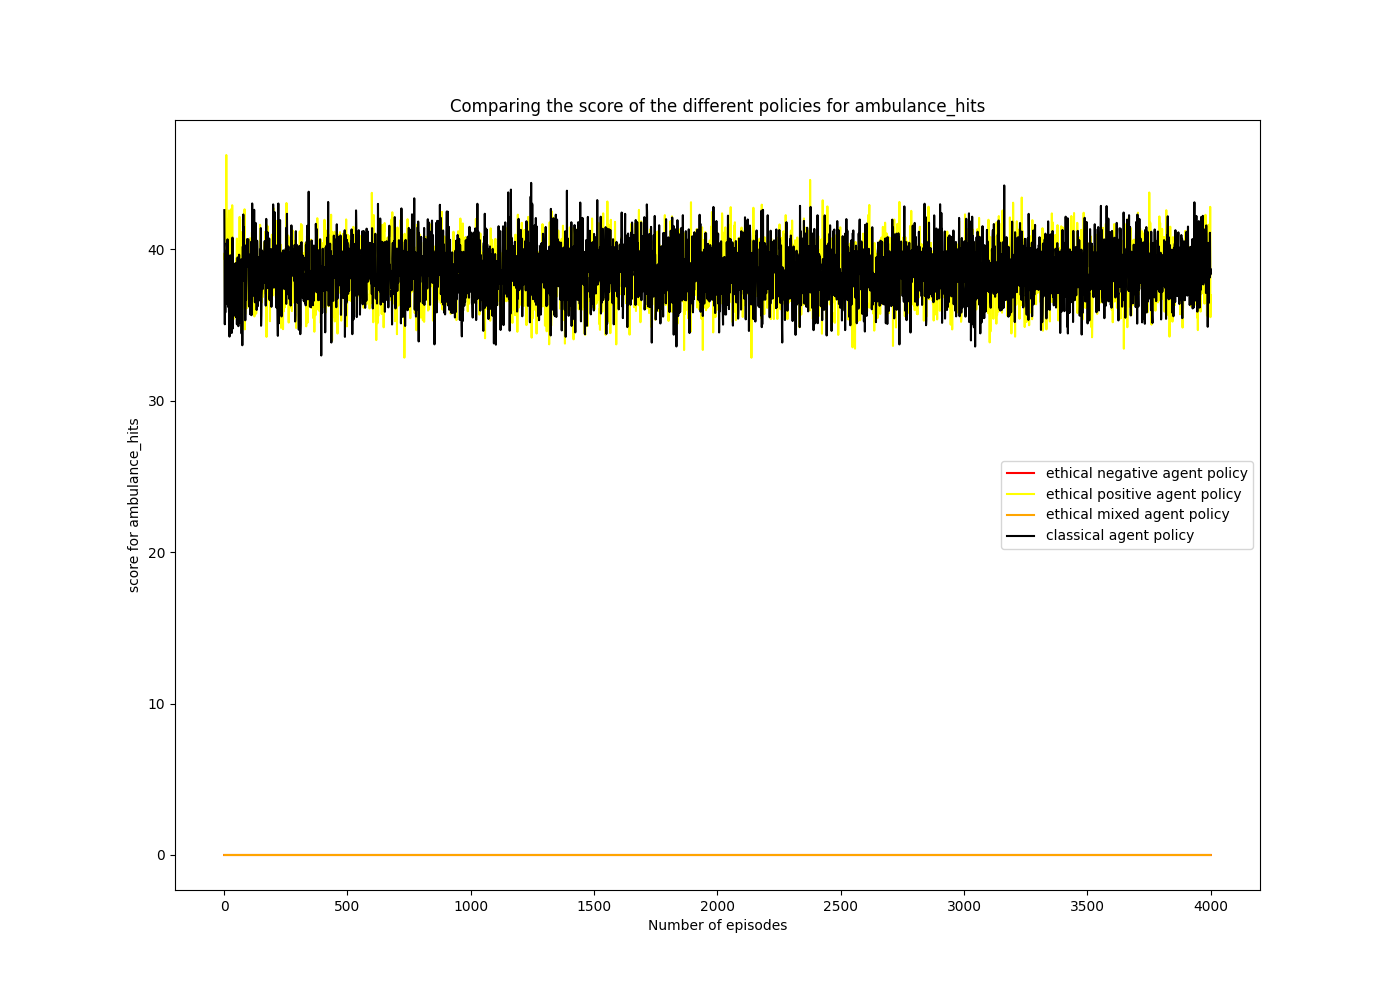 Comparing the score of the different policies for ambulance_hits
40
30
20
10
0
score for ambulance_hits
ethical negative agent policy
ethical positive agent policy
ethical mixed agent policy
classical agent policy
0
500
1000
1500
2000
2500
3000
3500
4000
Number of episodes